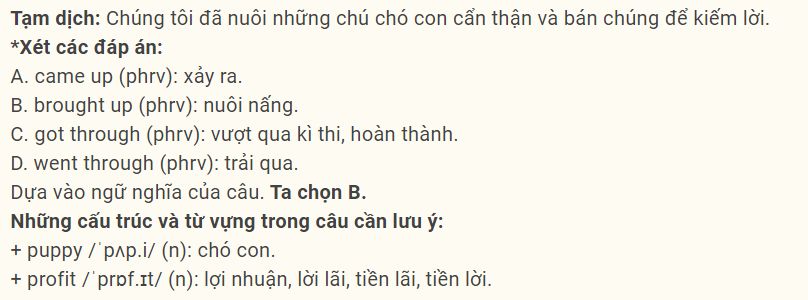 Tạm dịch: Chúng tôi đã nuôi những chú chó con cẩn thận và bán chúng để kiếm lời.
*Xét các đáp án:
A. came up (phrv): xảy ra.
B. brought up (phrv): nuôi nấng.
C. got through (phrv): vượt qua kì thi, hoàn thành.
D. went through (phrv): trải qua.
Dựa vào ngữ nghĩa của câu. Ta chọn B.
Những cấu trúc và từ vựng trong câu cần lưu ý:
+ puppy /ˈpʌp.i/ (n): chó con.
+ profit /ˈprɒf.ɪt/ (n): lợi nhuận, lời lãi, tiền lãi, tiền lời.